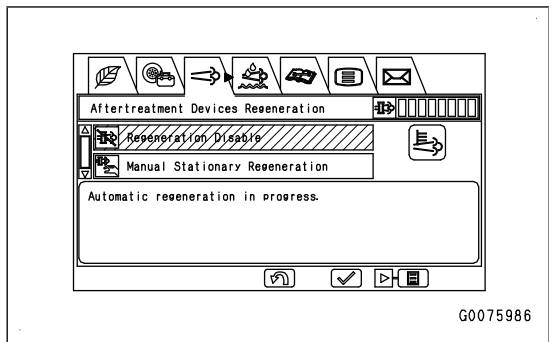 Aftertreatment Devices Regeneration
Regeneration Disable
Manual Stationary Regeneration
Automatic regeneration in progress.
G0075986